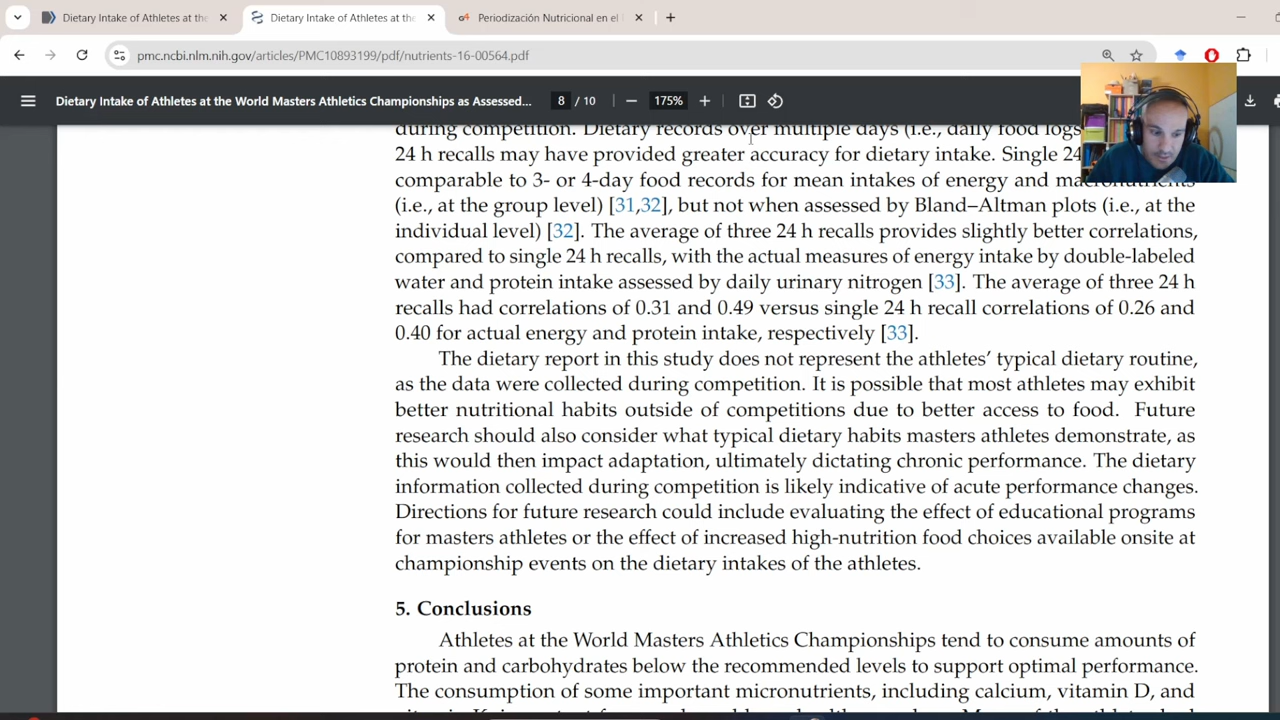 Dietary Intake of Athletes at the
Dietary Intake of Athletes at the
Periodización Nutricional en el
pmc.ncbi.nlm.nih.gov/articles/PMC10893199/pdf/nutrients-16-00564.pdf
Dietary Intake of Athletes at the World Masters Athletics Championships as Assessed...
8 / 10
175%
during competition. Dietary records over multiple days (i.e., daily food logs
24 h recalls may have provided greater accuracy for dietary intake. Single 24
comparable to 3- or 4-day food records for mean intakes of energy and macronutrients
(i.e., at the group level) [31,32], but not when assessed by Bland–Altman plots (i.e., at the
individual level) [32]. The average of three 24 h recalls provides slightly better correlations,
compared to single 24 h recalls, with the actual measures of energy intake by double-labeled
water and protein intake assessed by daily urinary nitrogen [33]. The average of three 24 h
recalls had correlations of 0.31 and 0.49 versus single 24 h recall correlations of 0.26 and
0.40 for actual energy and protein intake, respectively [33].
The dietary report in this study does not represent the athletes’ typical dietary routine,
as the data were collected during competition. It is possible that most athletes may exhibit
better nutritional habits outside of competitions due to better access to food. Future
research should also consider what typical dietary habits masters athletes demonstrate, as
this would then impact adaptation, ultimately dictating chronic performance. The dietary
information collected during competition is likely indicative of acute performance changes.
Directions for future research could include evaluating the effect of educational programs
for masters athletes or the effect of increased high-nutrition food choices available onsite at
championship events on the dietary intakes of the athletes.
5. Conclusions
Athletes at the World Masters Athletics Championships tend to consume amounts of
protein and carbohydrates below the recommended levels to support optimal performance.
The consumption of some important micronutrients, including calcium, vitamin D, and